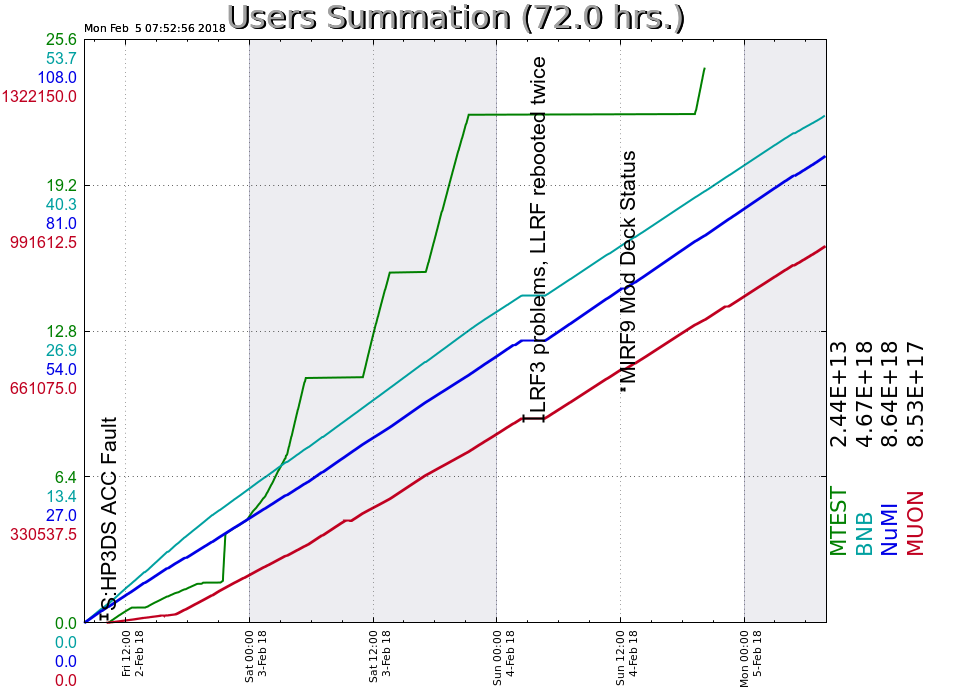 Users Summation (72.0 hrs.)
Mon Feb 5 07:52:56 2018
25.6
53.7
108.0
1322150.0
19.2
40.3
81.0
991612.5
12.8
26.9
54.0
661075.0
6.4
13.4
27.0
330537.5
0.0
0.0
0.0
0.0
S:HP3DS ACC Fault
LRF3 problems, LLRF rebooted twice
*MIRF9 Mod Deck Status
Fri 12:00
2-Feb 18
Sat 00:00
3-Feb 18
Sat 12:00
3-Feb 18
Sun 00:00
4-Feb 18
Sun 12:00
4-Feb 18
Mon 00:00
5-Feb 18
MTEST 2.44E+13
BNB 4.67E+18
NuMI 8.64E+18
MUON 8.53E+17